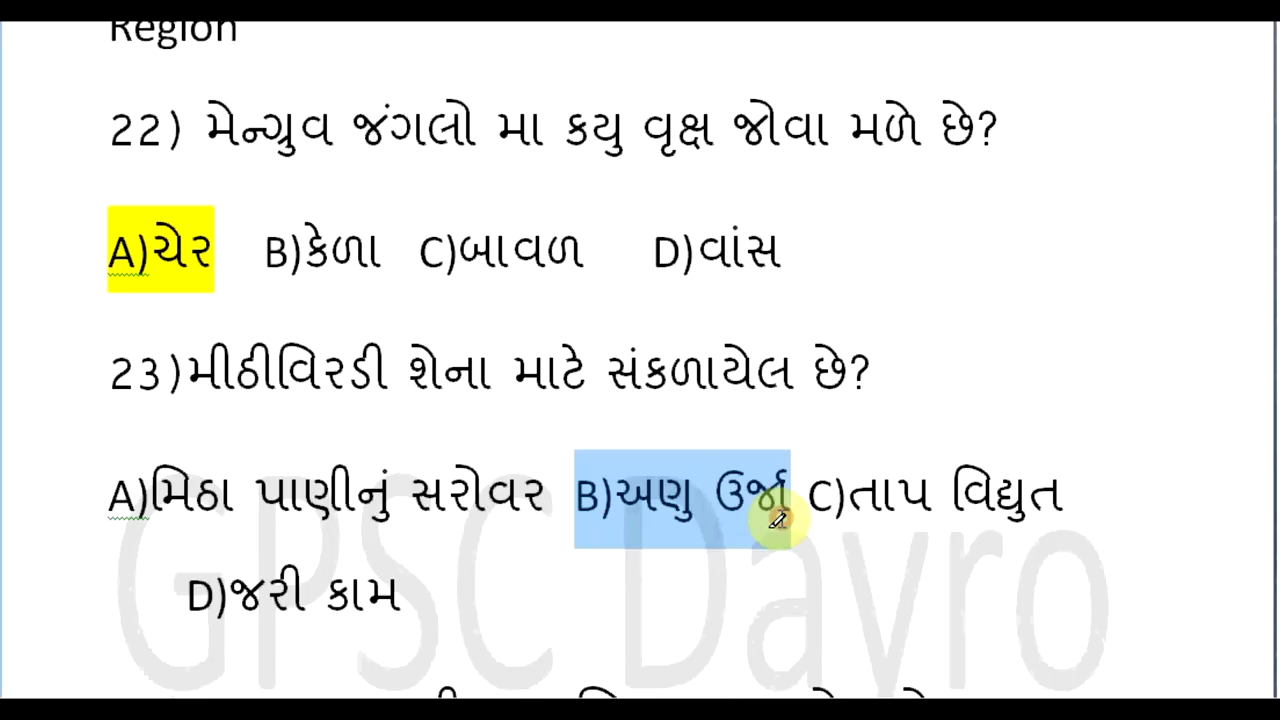 Region
22) મેન્ગ્રુવ જંગલો મા કયુ વૃક્ષ જોવા મળે છે?
A)ચેર B)કેળા C)બાવળ D)વાંસ
23)મીઠીવિરડી શેના માટે સંકળાયેલ છે?
A)મિઠા પાણીનું સરોવર B)અણુ ઉર્જા C)તાપ વિદ્યુત
D)જરી કામ
GPSC Dayro